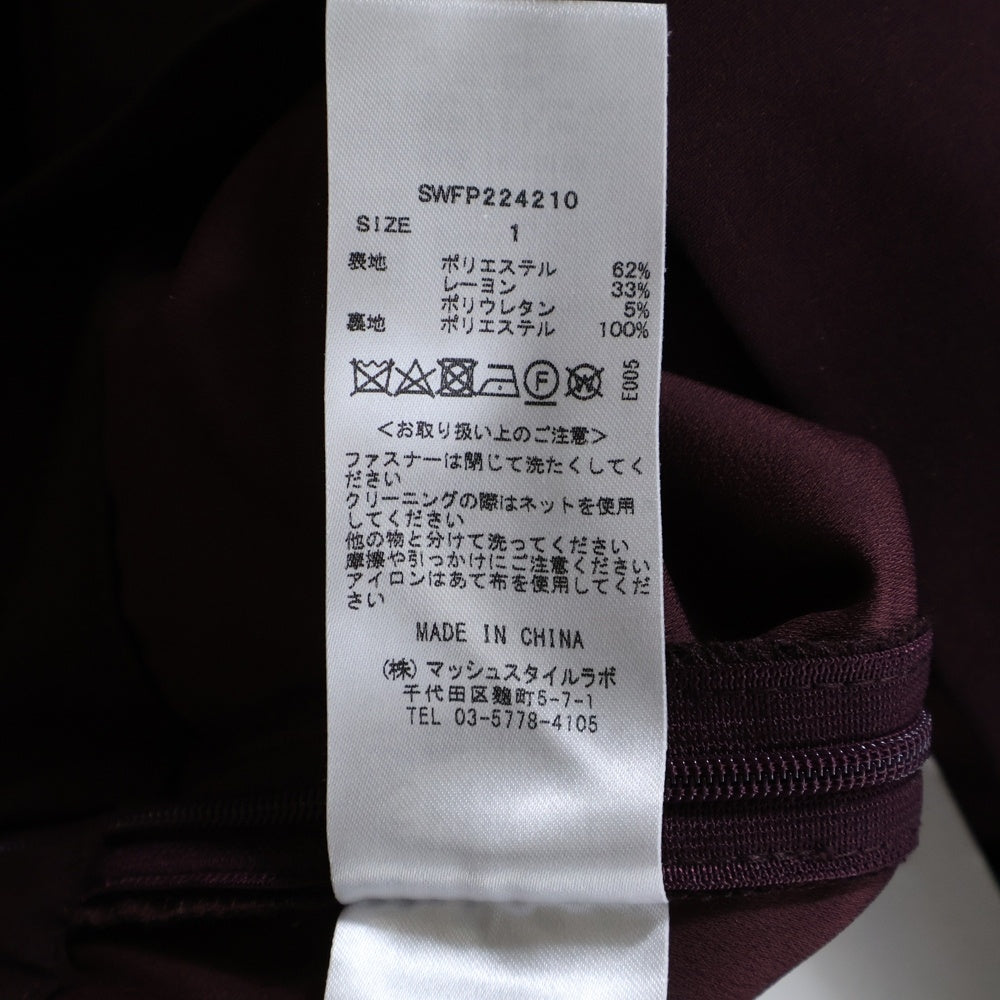 SWFP224210
SIZE 1
表地 ポリエステル 62%
レーヨン 33%
ポリウレタン 5%
裏地 ポリエステル 100%
F W E005
＜お取り扱い上のご注意＞
ファスナーは閉じて洗たくしてく
ださい
クリーニングの際はネットを使用
してください
他の物と分けて洗ってください
摩擦や引っかけにご注意ください
アイロンはあて布を使用してくだ
さい
MADE IN CHINA
(株) マッシュスタイルラボ
千代田区麹町5-7-1
TEL 03-5778-4105